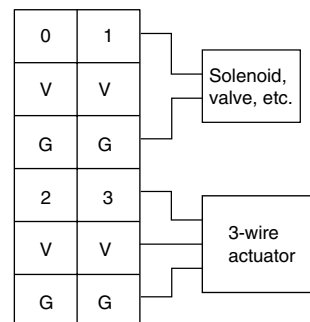 0 1
V V
G G
2 3
V V
G G
Solenoid,
valve, etc.
3-wire
actuator